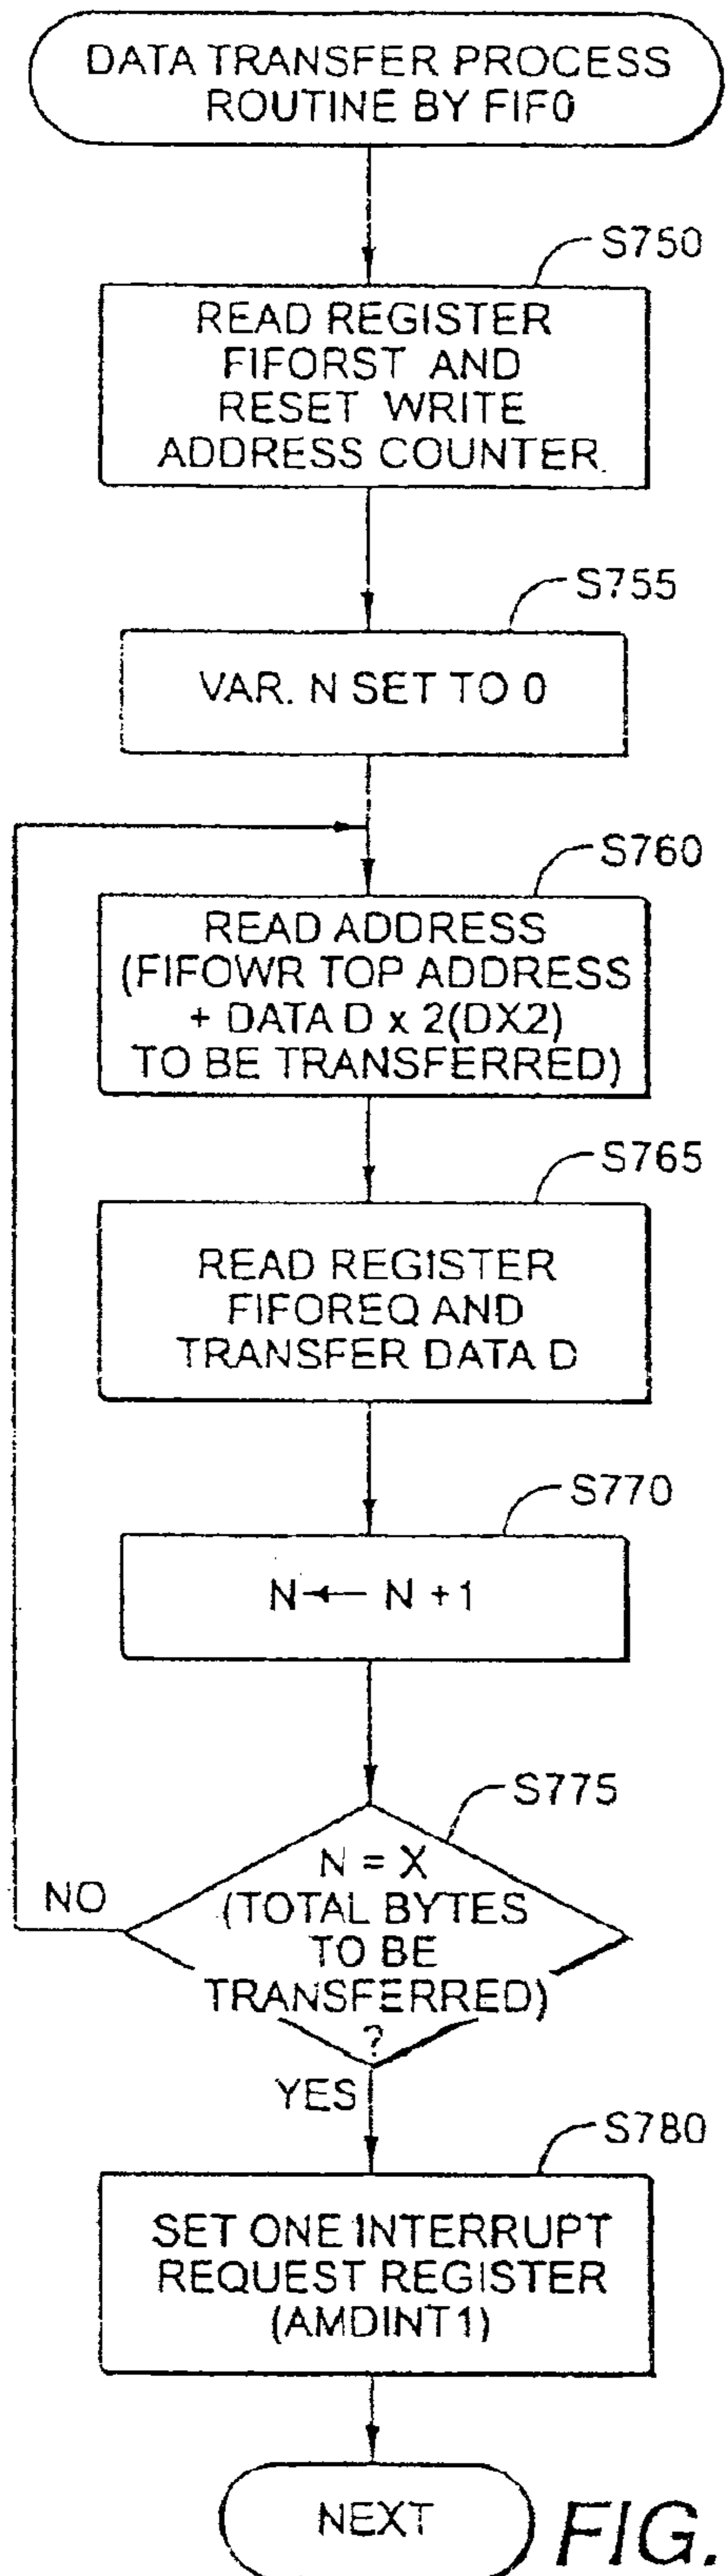 DATA TRANSFER PROCESS
ROUTINE BY FIFO
S750
READ REGISTER
FIFORST AND
RESET WRITE
ADDRESS COUNTER.
S755
VAR. N SET TO 0
S760
READ ADDRESS
(FIFOWR TOP ADDRESS
+ DATA D x 2(DX2)
TO BE TRANSFERRED)
S765
READ REGISTER
FIFOREQ AND
TRANSFER DATA D
S770
N ← N + 1
S775
N = X
(TOTAL BYTES
TO BE
TRANSFERRED)
?
NO
YES
S780
SET ONE INTERRUPT
REQUEST REGISTER
(AMDINT1)
NEXT
FIG.